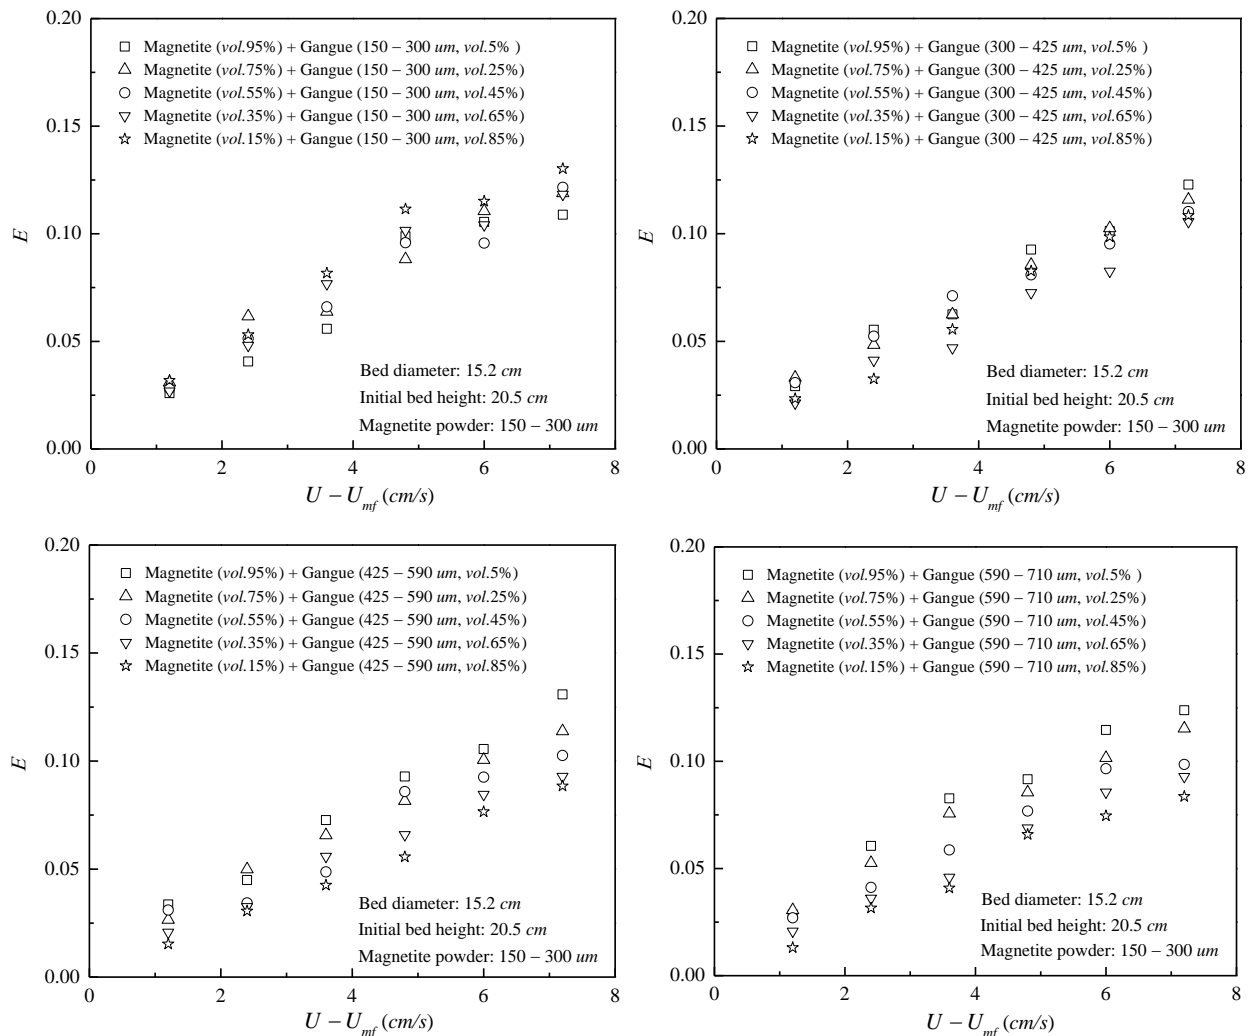 0.20
Magnetite (vol.95%) + Gangue (150 – 300 um, vol.5% )
Magnetite (vol.75%) + Gangue (150 – 300 um, vol.25%)
Magnetite (vol.55%) + Gangue (150 – 300 um, vol.45%)
Magnetite (vol.35%) + Gangue (150 – 300 um, vol.65%)
Magnetite (vol.15%) + Gangue (150 – 300 um, vol.85%)
0.15
0.10
0.05
0.00
E
Bed diameter: 15.2 cm
Initial bed height: 20.5 cm
Magnetite powder: 150 – 300 um
0 2 4 6 8
U – Umf (cm/s)
0.20
Magnetite (vol.95%) + Gangue (300 – 425 um, vol.5% )
Magnetite (vol.75%) + Gangue (300 – 425 um, vol.25%)
Magnetite (vol.55%) + Gangue (300 – 425 um, vol.45%)
Magnetite (vol.35%) + Gangue (300 – 425 um, vol.65%)
Magnetite (vol.15%) + Gangue (300 – 425 um, vol.85%)
0.15
0.10
0.05
0.00
E
Bed diameter: 15.2 cm
Initial bed height: 20.5 cm
Magnetite powder: 150 – 300 um
0 2 4 6 8
U – Umf (cm/s)
0.20
Magnetite (vol.95%) + Gangue (425 – 590 um, vol.5%)
Magnetite (vol.75%) + Gangue (425 – 590 um, vol.25%)
Magnetite (vol.55%) + Gangue (425 – 590 um, vol.45%)
Magnetite (vol.35%) + Gangue (425 – 590 um, vol.65%)
Magnetite (vol.15%) + Gangue (425 – 590 um, vol.85%)
0.15
0.10
0.05
0.00
E
Bed diameter: 15.2 cm
Initial bed height: 20.5 cm
Magnetite powder: 150 – 300 um
0 2 4 6 8
U – Umf (cm/s)
0.20
Magnetite (vol.95%) + Gangue (590 – 710 um, vol.5% )
Magnetite (vol.75%) + Gangue (590 – 710 um, vol.25%)
Magnetite (vol.55%) + Gangue (590 – 710 um, vol.45%)
Magnetite (vol.35%) + Gangue (590 – 710 um, vol.65%)
Magnetite (vol.15%) + Gangue (590 – 710 um, vol.85%)
0.15
0.10
0.05
0.00
E
Bed diameter: 15.2 cm
Initial bed height: 20.5 cm
Magnetite powder: 150 – 300 um
0 2 4 6 8
U – Umf (cm/s)